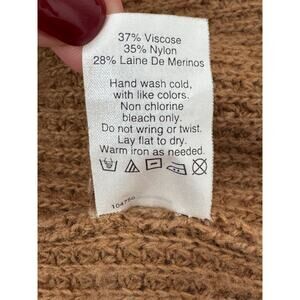 37% Viscose
35% Nylon
28% Laine De Merinos
Hand wash cold,
with like colors.
Non chlorine
bleach only.
Do not wring or twist.
Lay flat to dry.
Warm iron as needed.